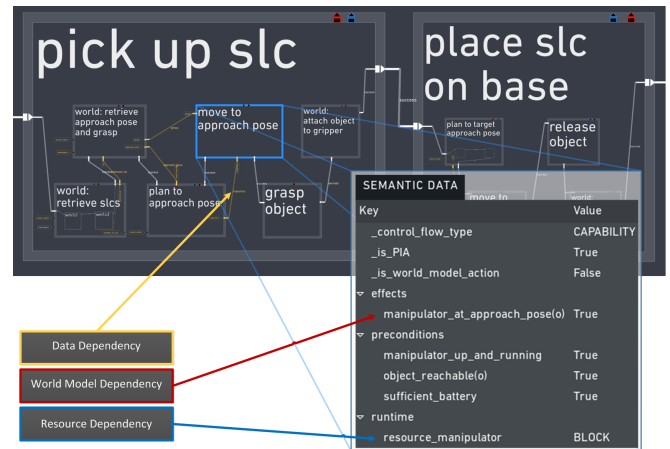 pick up slc
place slc
on base
world: retrieve
approach pose
and grasp
move to
approach pose
world:
attach object
to gripper
success
success
plan to target
approach pose
release
object
world:
retrieve slcs
plan to
approach pose
grasp
object
move to
world:
SEMANTIC DATA
Key Value
_control_flow_type CAPABILITY
_is_PIA True
_is_world_model_action False
effects
manipulator_at_approach_pose(o) True
preconditions
manipulator_up_and_running True
object_reachable(o) True
sufficient_battery True
runtime
resource_manipulator BLOCK
Data Dependency
World Model Dependency
Resource Dependency